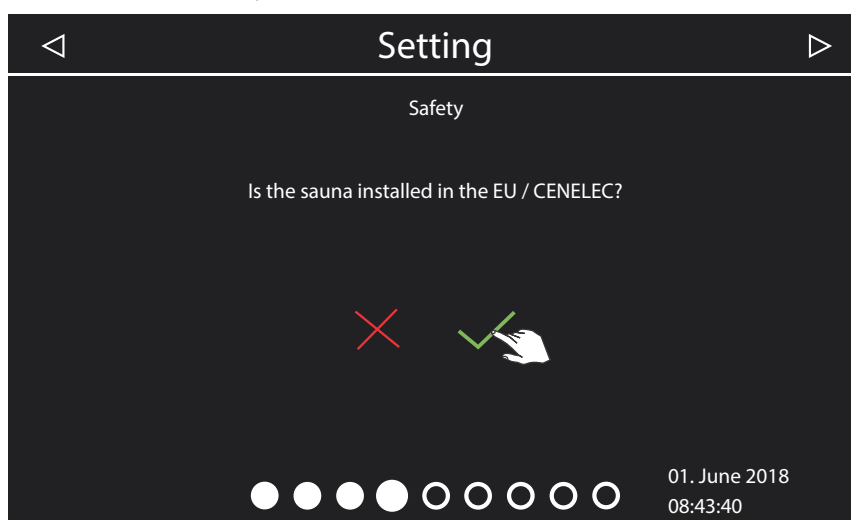 Setting
Safety
Is the sauna installed in the EU / CENELEC?
01. June 2018
08:43:40